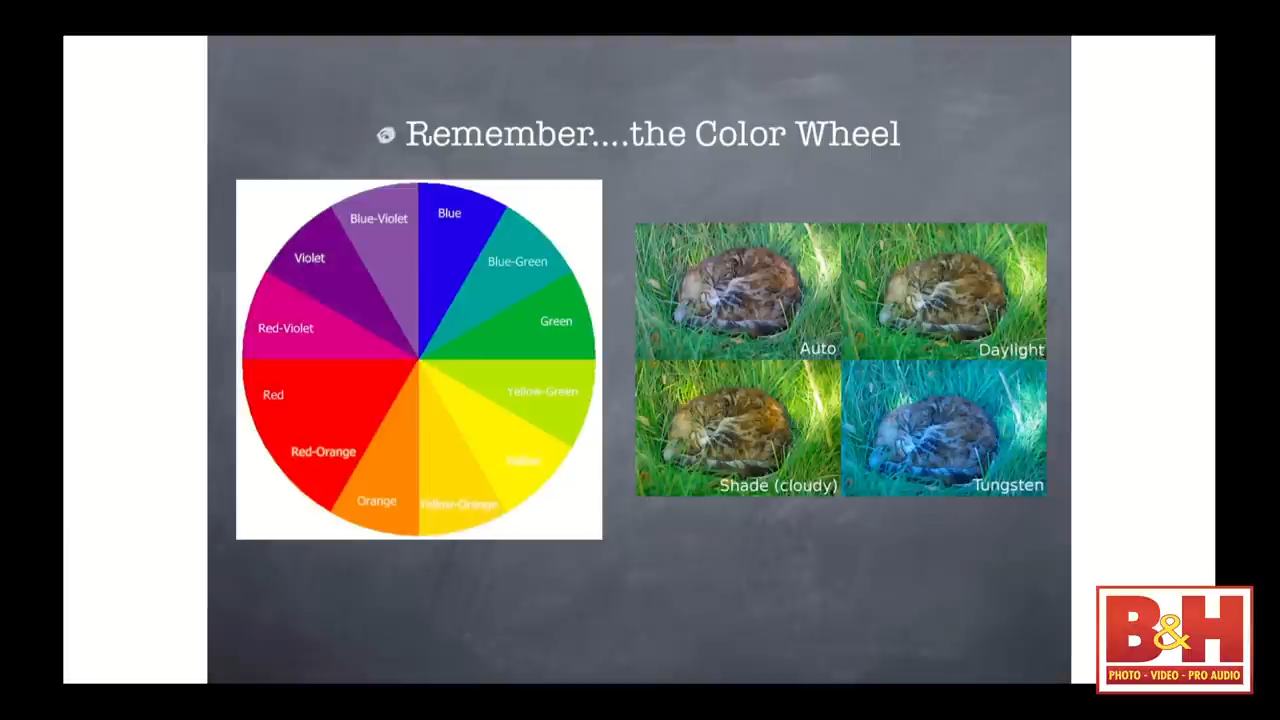 Remember....the Color Wheel
Blue-Violet
Blue
Violet
Blue-Green
Red-Violet
Green
Red
Yellow-Green
Red-Orange
Yellow
Orange
Yellow-Orange
Auto
Daylight
Shade (cloudy)
Tungsten
B&H
PHOTO - VIDEO - PRO AUDIO